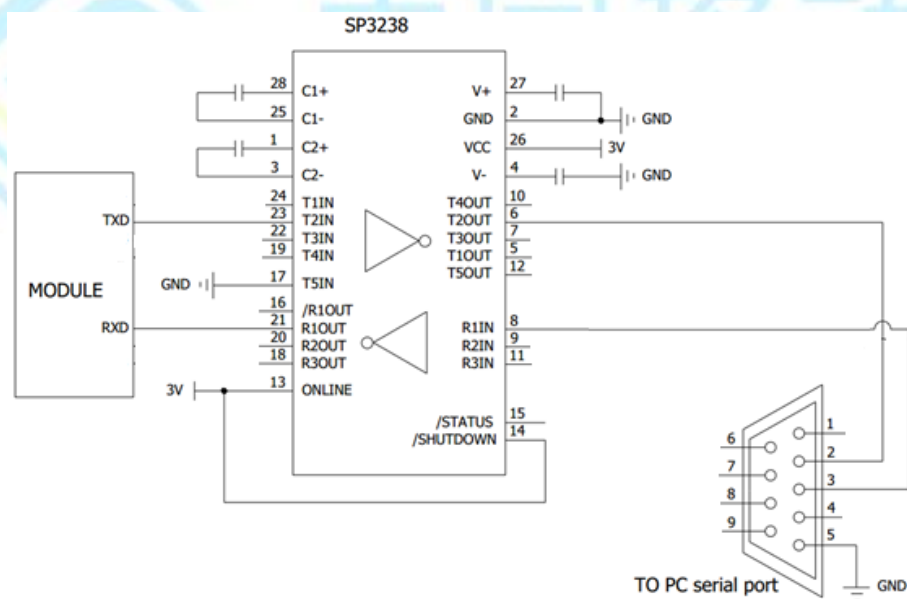 SP3238
28 C1+ V+ 27
25 C1- GND 2 GND
1 C2+ VCC 26 3V
3 C2- V- 4 GND
24 T1IN T4OUT 10
TXD 23 T2IN T2OUT 6
22 T3IN T3OUT 7
19 T4IN T1OUT 5
T5OUT 12
MODULE GND 17 T5IN
16 /R1OUT
RXD 21 R1OUT R1IN 8
20 R2OUT R2IN 9
18 R3OUT R3IN 11
3V 13 ONLINE
/STATUS 15
/SHUTDOWN 14
1
6
2
7
3
8
4
9
5
TO PC serial port GND